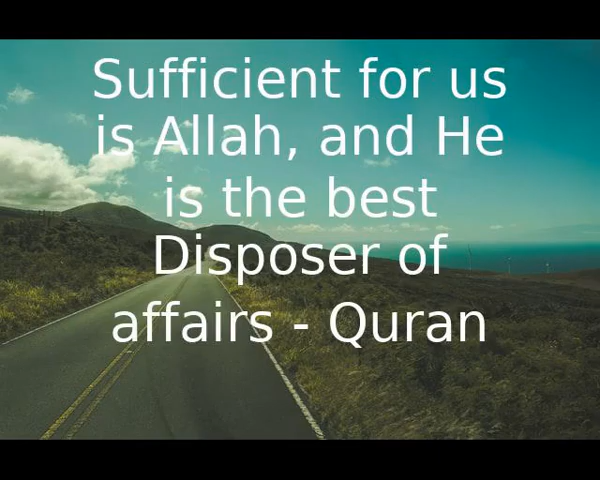 Sufficient for us
is Allah, and He
is the best
Disposer of
affairs - Quran